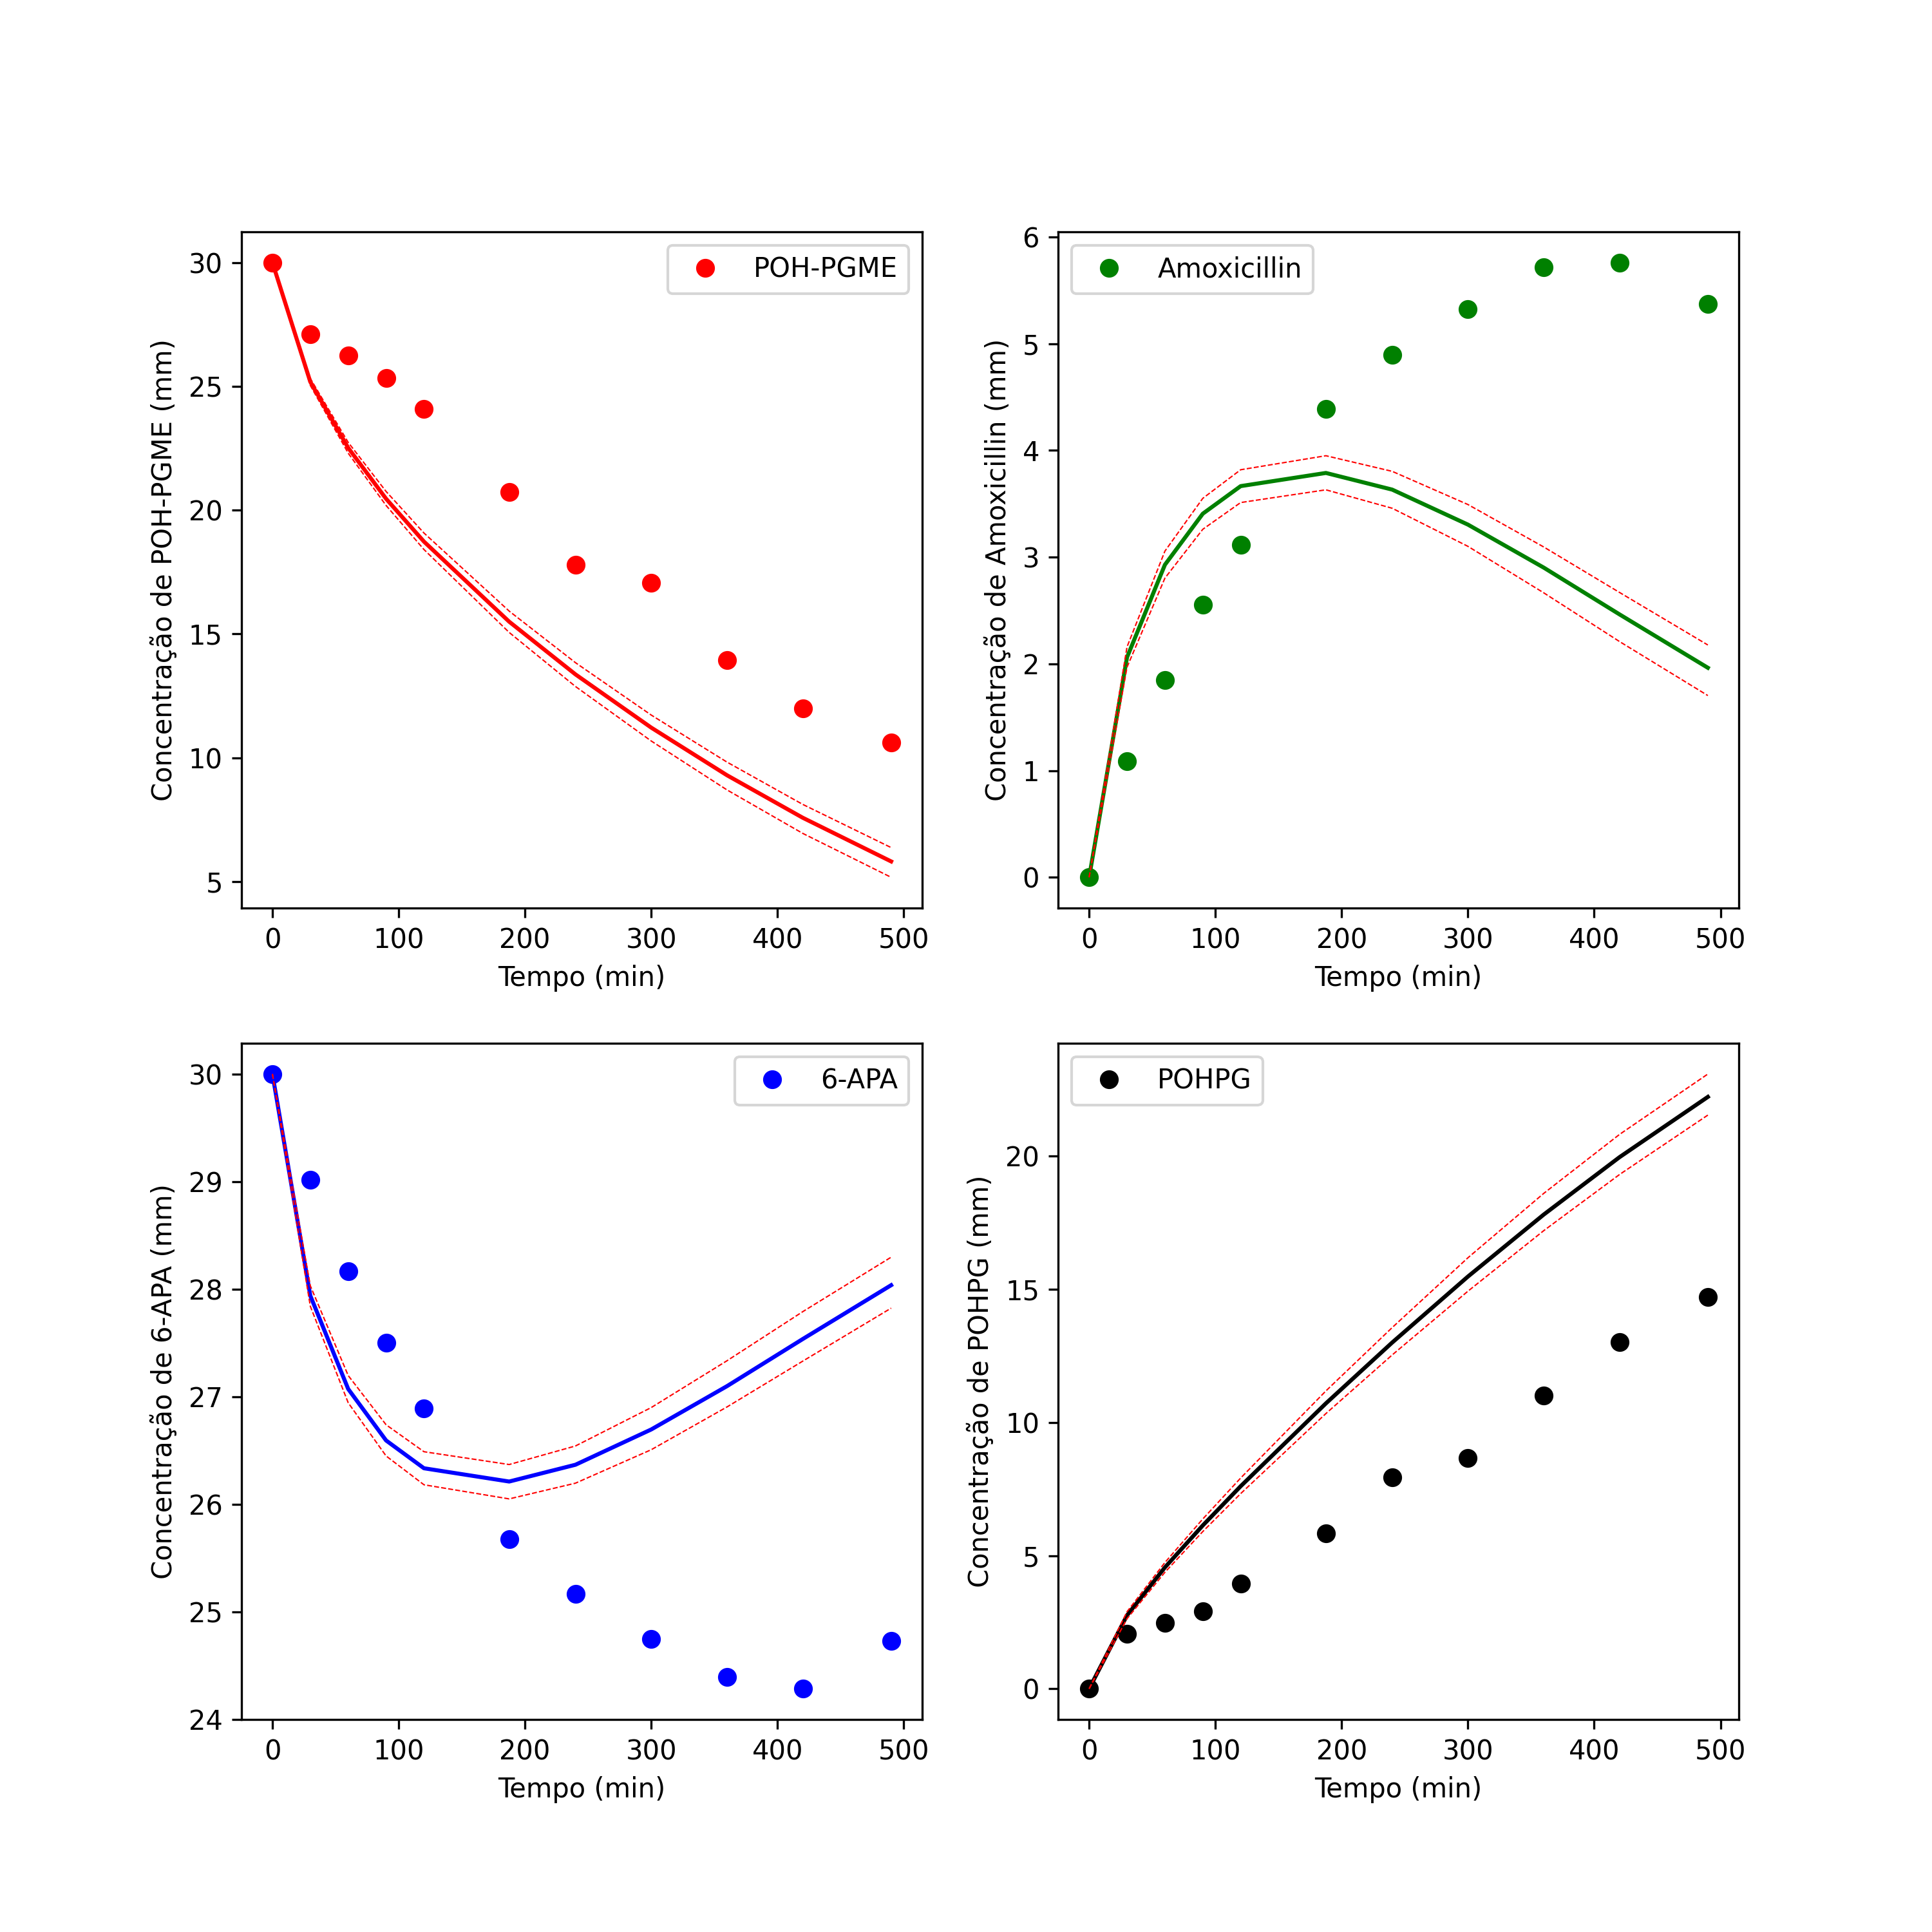 POH-PGME
Concentração de POH-PGME (mm)
30
25
20
15
10
5
0 100 200 300 400 500
Tempo (min)
Amoxicillin
Concentração de Amoxicillin (mm)
6
5
4
3
2
1
0
0 100 200 300 400 500
Tempo (min)
6-APA
Concentração de 6-APA (mm)
30
29
28
27
26
25
24
0 100 200 300 400 500
Tempo (min)
POHPG
Concentração de POHPG (mm)
20
15
10
5
0
0 100 200 300 400 500
Tempo (min)